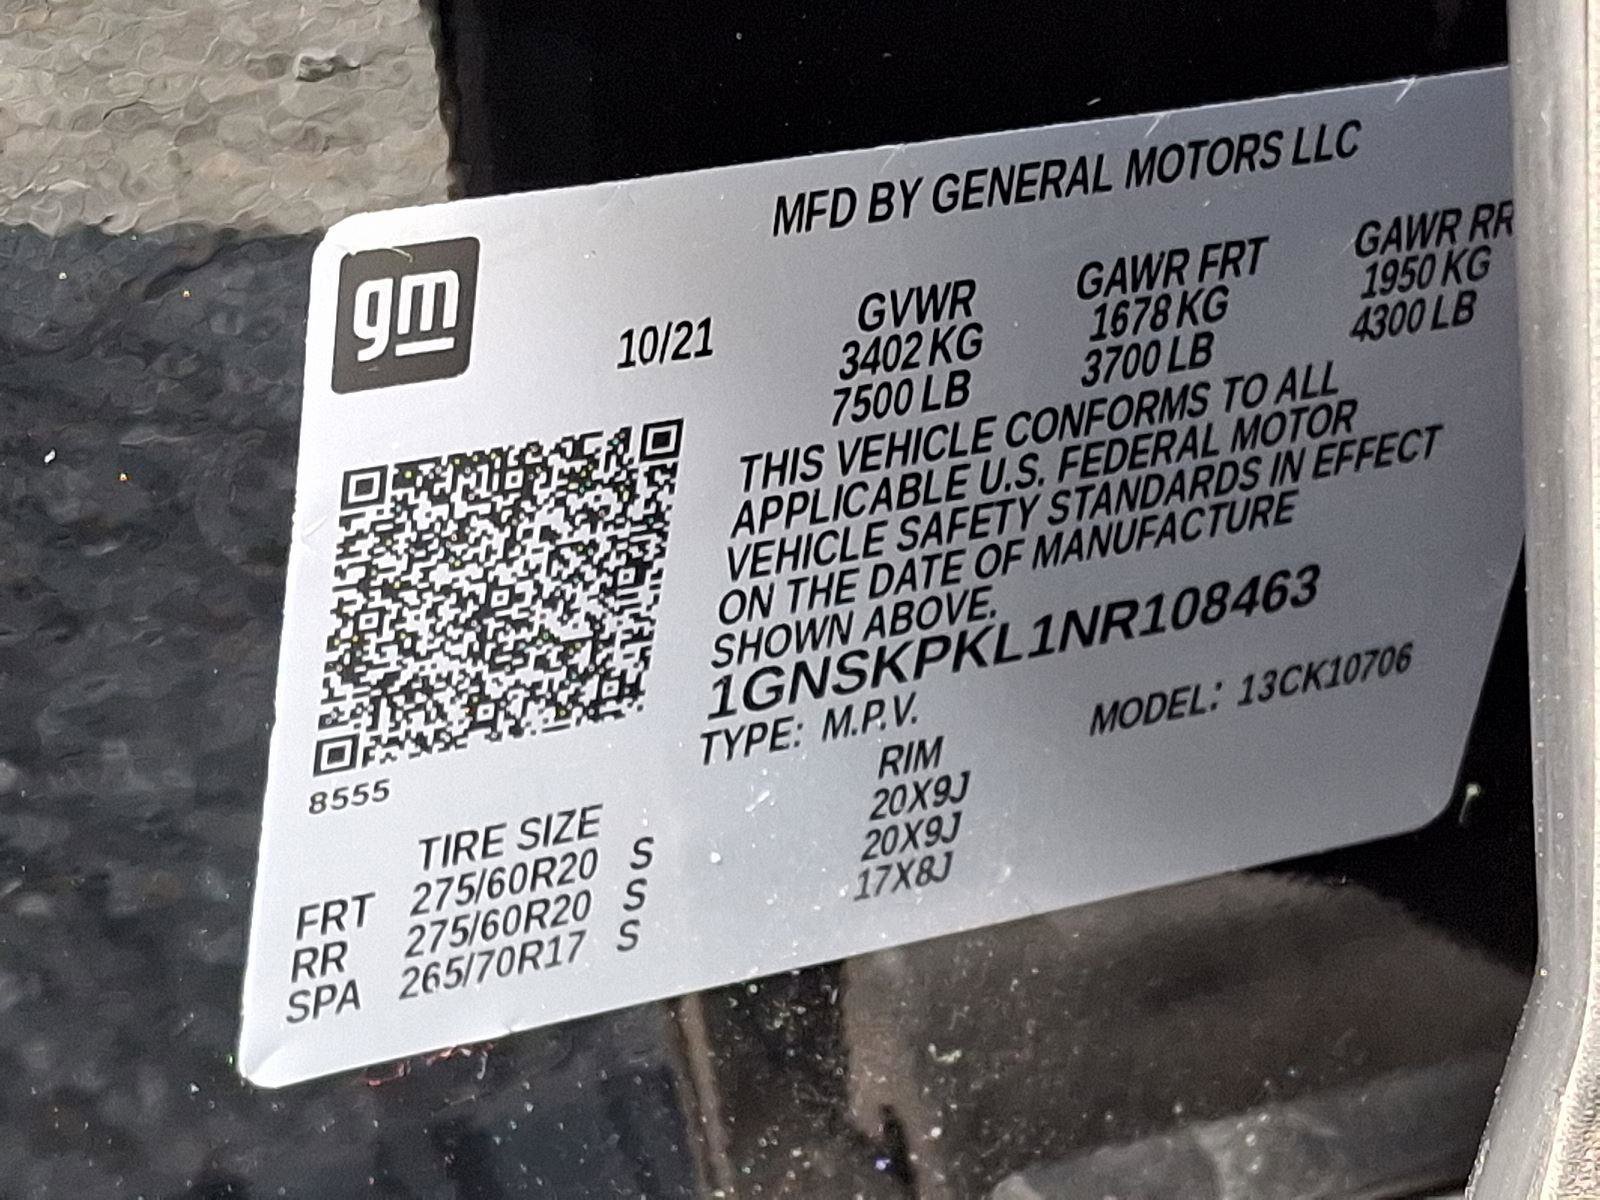 MFD BY GENERAL MOTORS LLC
gm
10/21
GVWR GAWR FRT GAWR RR
3402 KG 1678 KG 1950 KG
7500 LB 3700 LB 4300 LB
THIS VEHICLE CONFORMS TO ALL
APPLICABLE U.S. FEDERAL MOTOR
VEHICLE SAFETY STANDARDS IN EFFECT
ON THE DATE OF MANUFACTURE
SHOWN ABOVE.
1GNSKPKL1NR108463
TYPE: M.P.V. MODEL: 13CK10706
8555
TIRE SIZE RIM
FRT 275/60R20 S 20X9J
RR 275/60R20 S 20X9J
SPA 265/70R17 S 17X8J